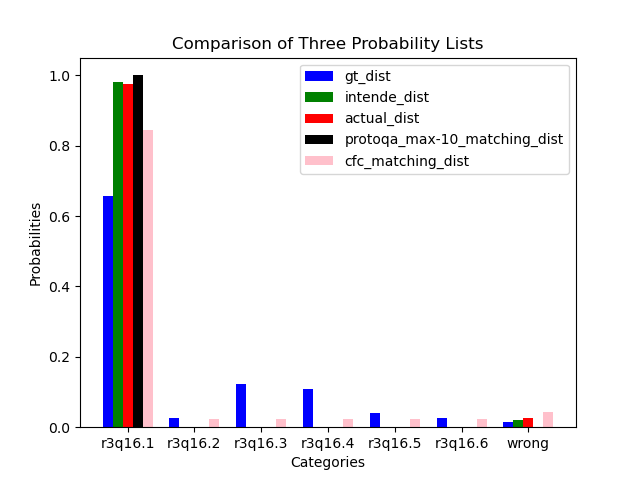 Comparison of Three Probability Lists
gt_dist
intende_dist
actual_dist
protoqa_max-10_matching_dist
cfc_matching_dist
Probabilities
1.0
0.8
0.6
0.4
0.2
0.0
r3q16.1 r3q16.2 r3q16.3 r3q16.4 r3q16.5 r3q16.6 wrong
Categories